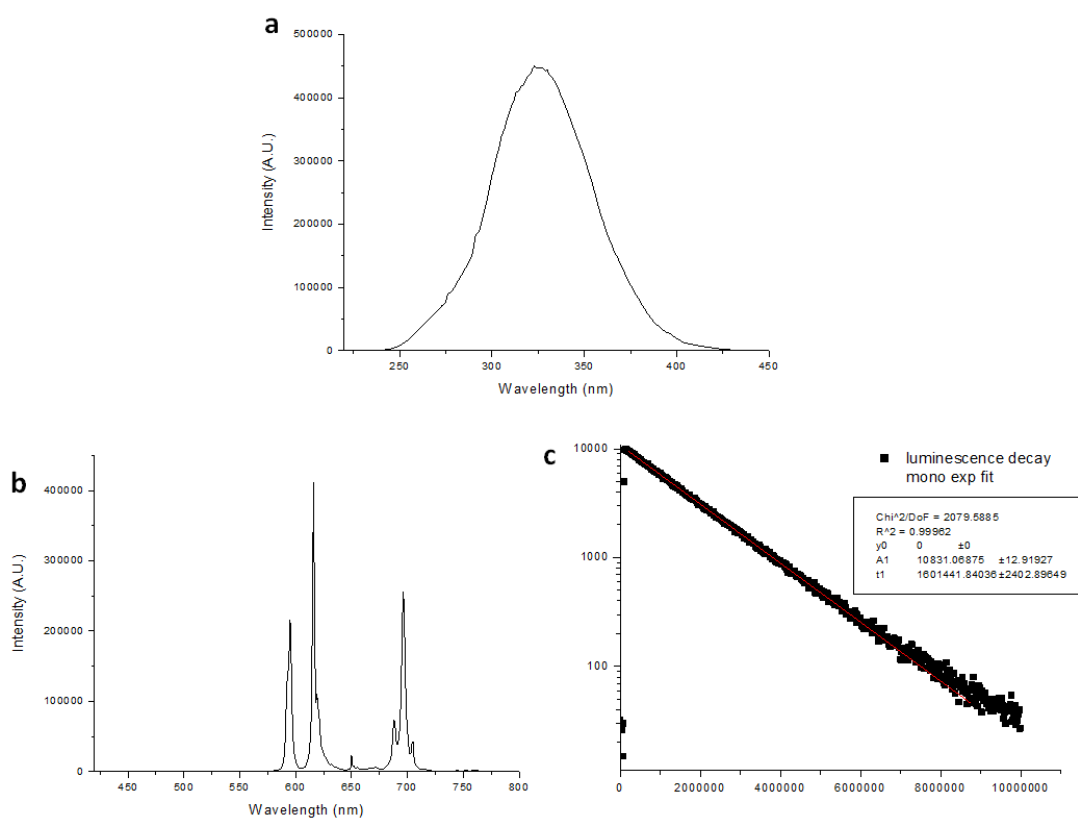 a
500000
400000
300000
200000
100000
0
Intensity (A.U.)
250 300 350 400 450
Wavelength (nm)
b
400000
300000
200000
100000
0
Intensity (A.U.)
450 500 550 600 650 700 750 800
Wavelength (nm)
c
10000
1000
100
0 2000000 4000000 6000000 8000000 10000000
luminescence decay
mono exp fit
Chi^2/DoF = 2079.5885
R^2 = 0.99962
y0 0 ±0
A1 10831.06875 ±12.91927
t1 1601441.84036 ±2402.89649